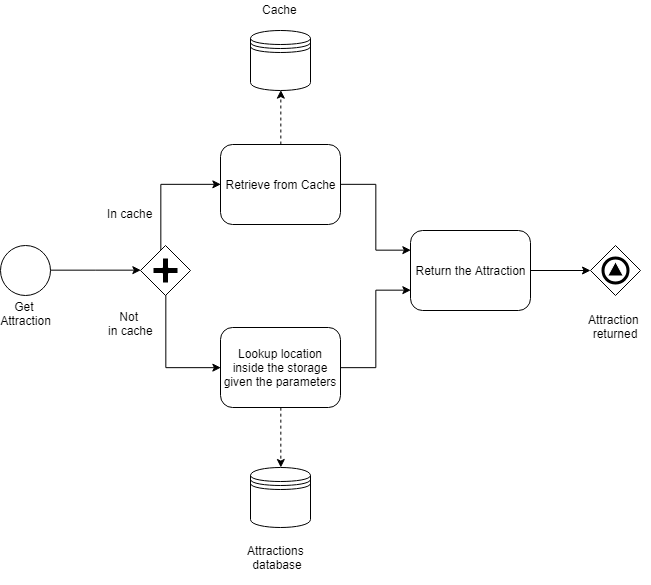 Cache
Retrieve from Cache
In cache
Get
Attraction
Not
in cache
Return the Attraction
Attraction
returned
Lookup location
inside the storage
given the parameters
Attractions
database